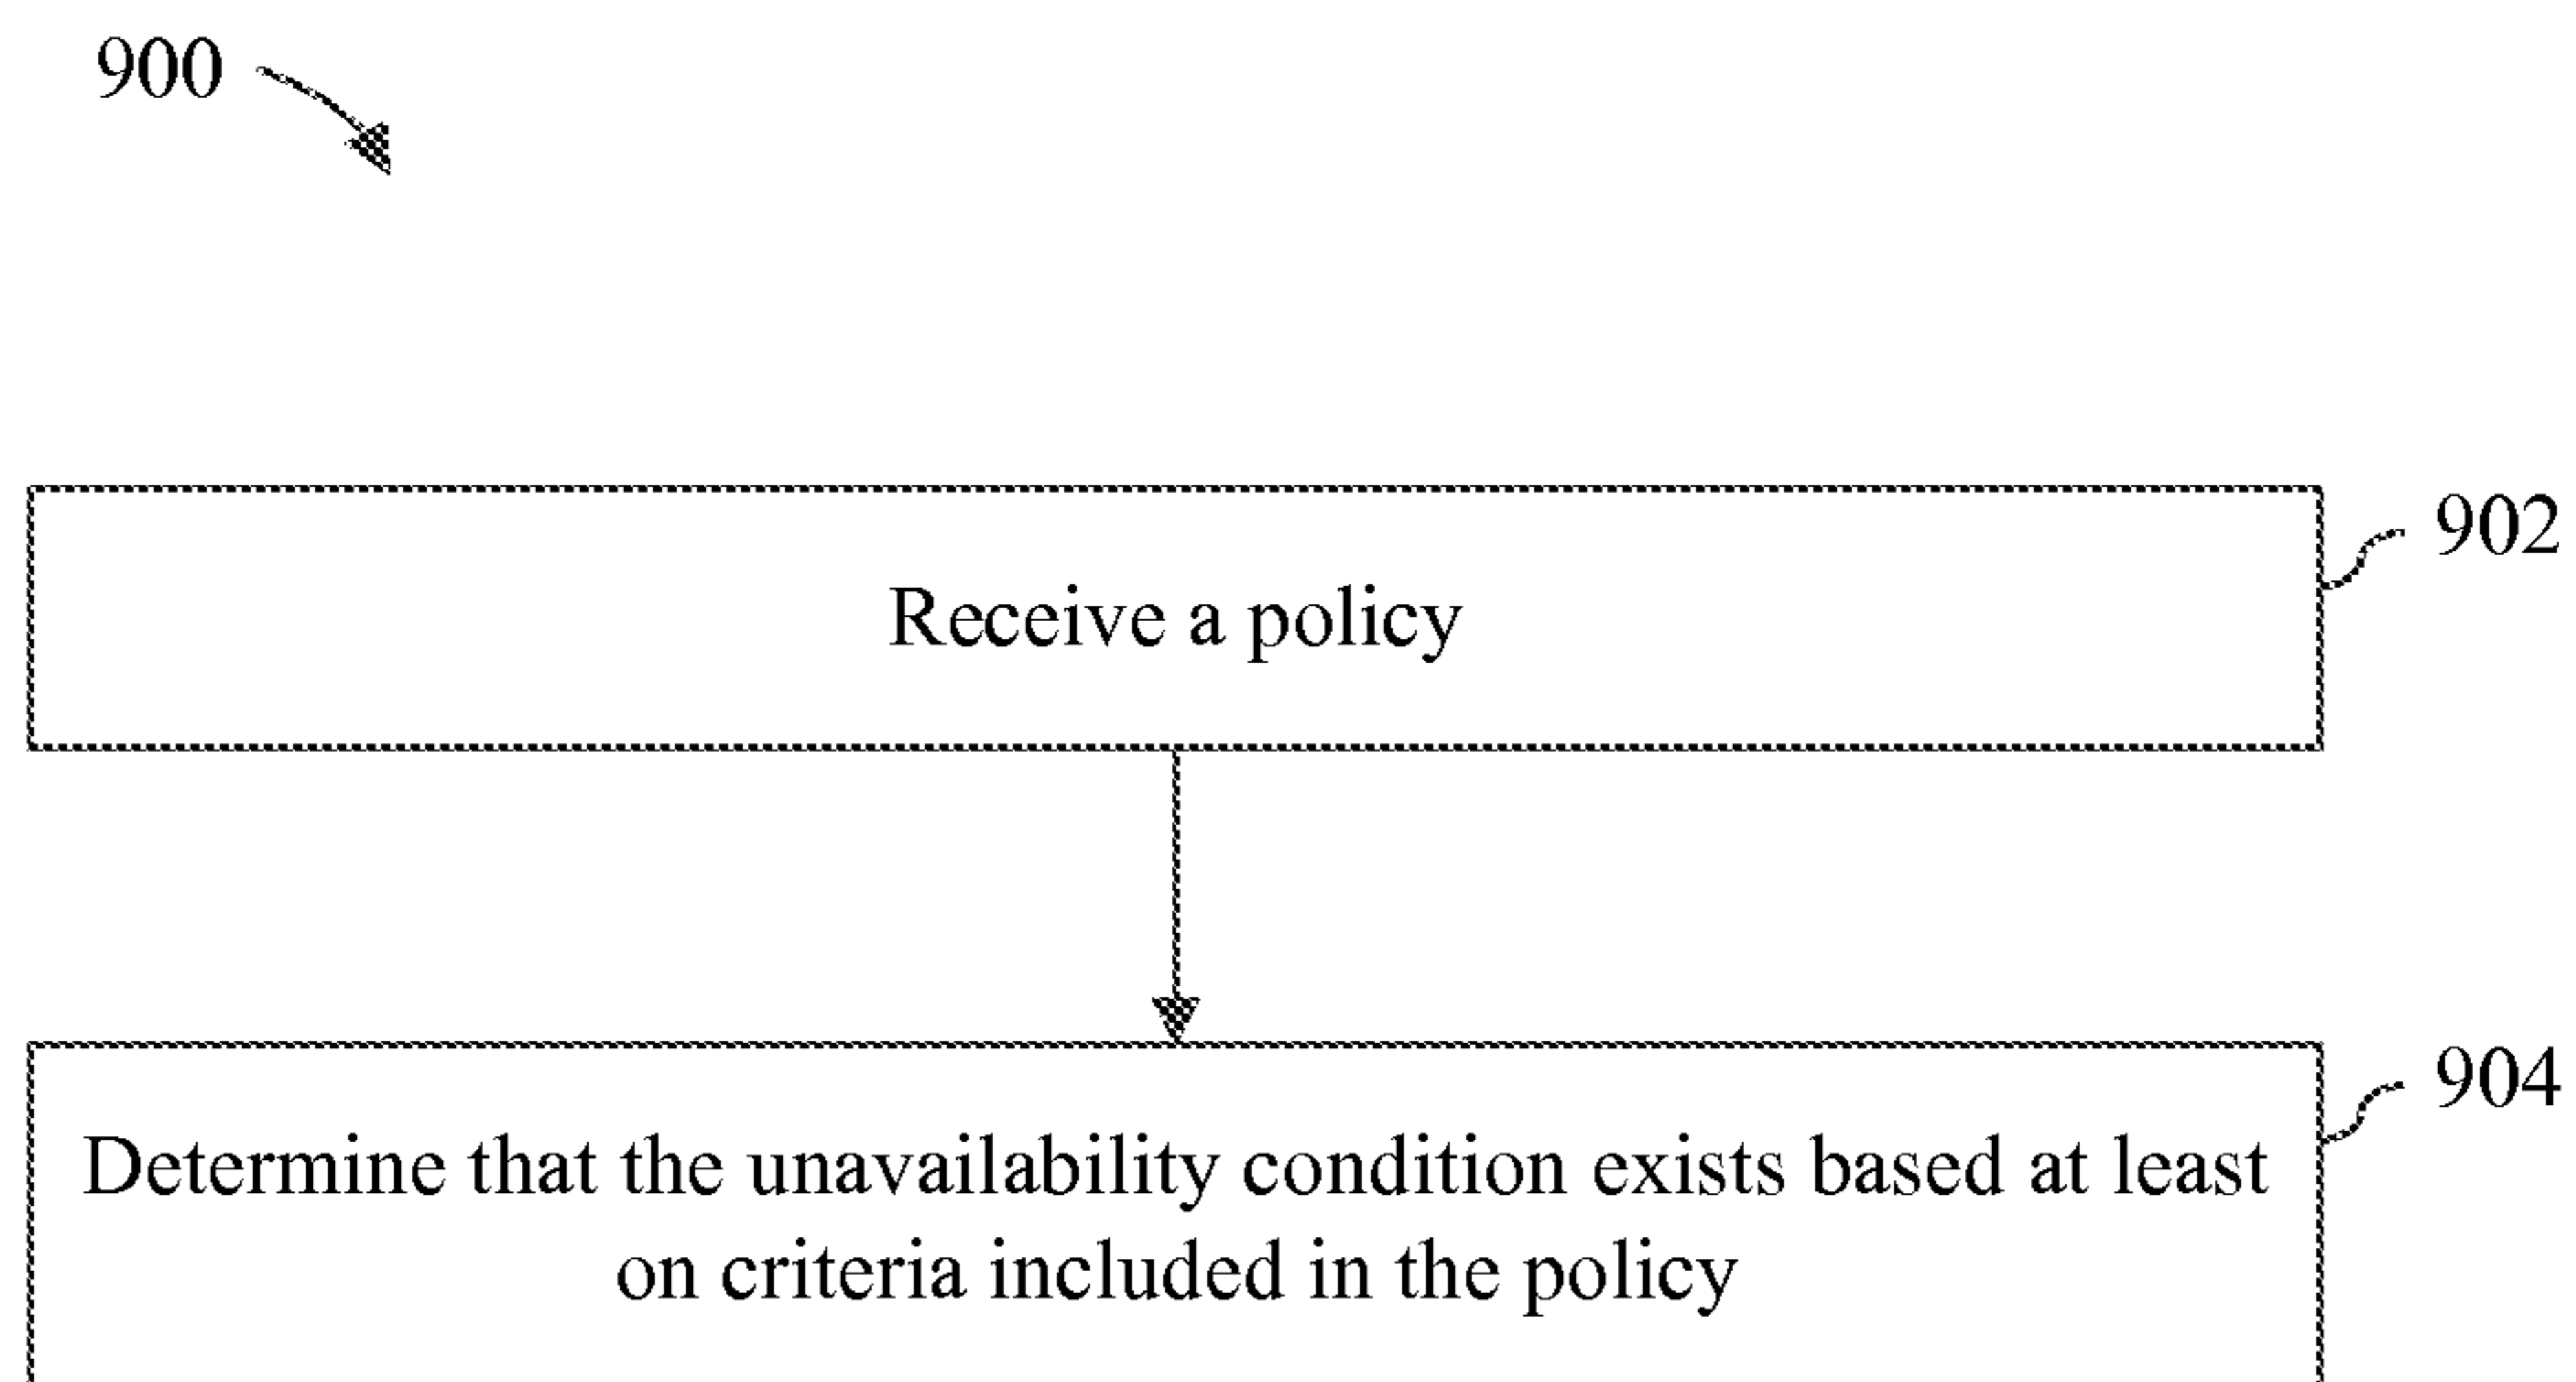 900
902
Receive a policy
904
Determine that the unavailability condition exists based at least
on criteria included in the policy